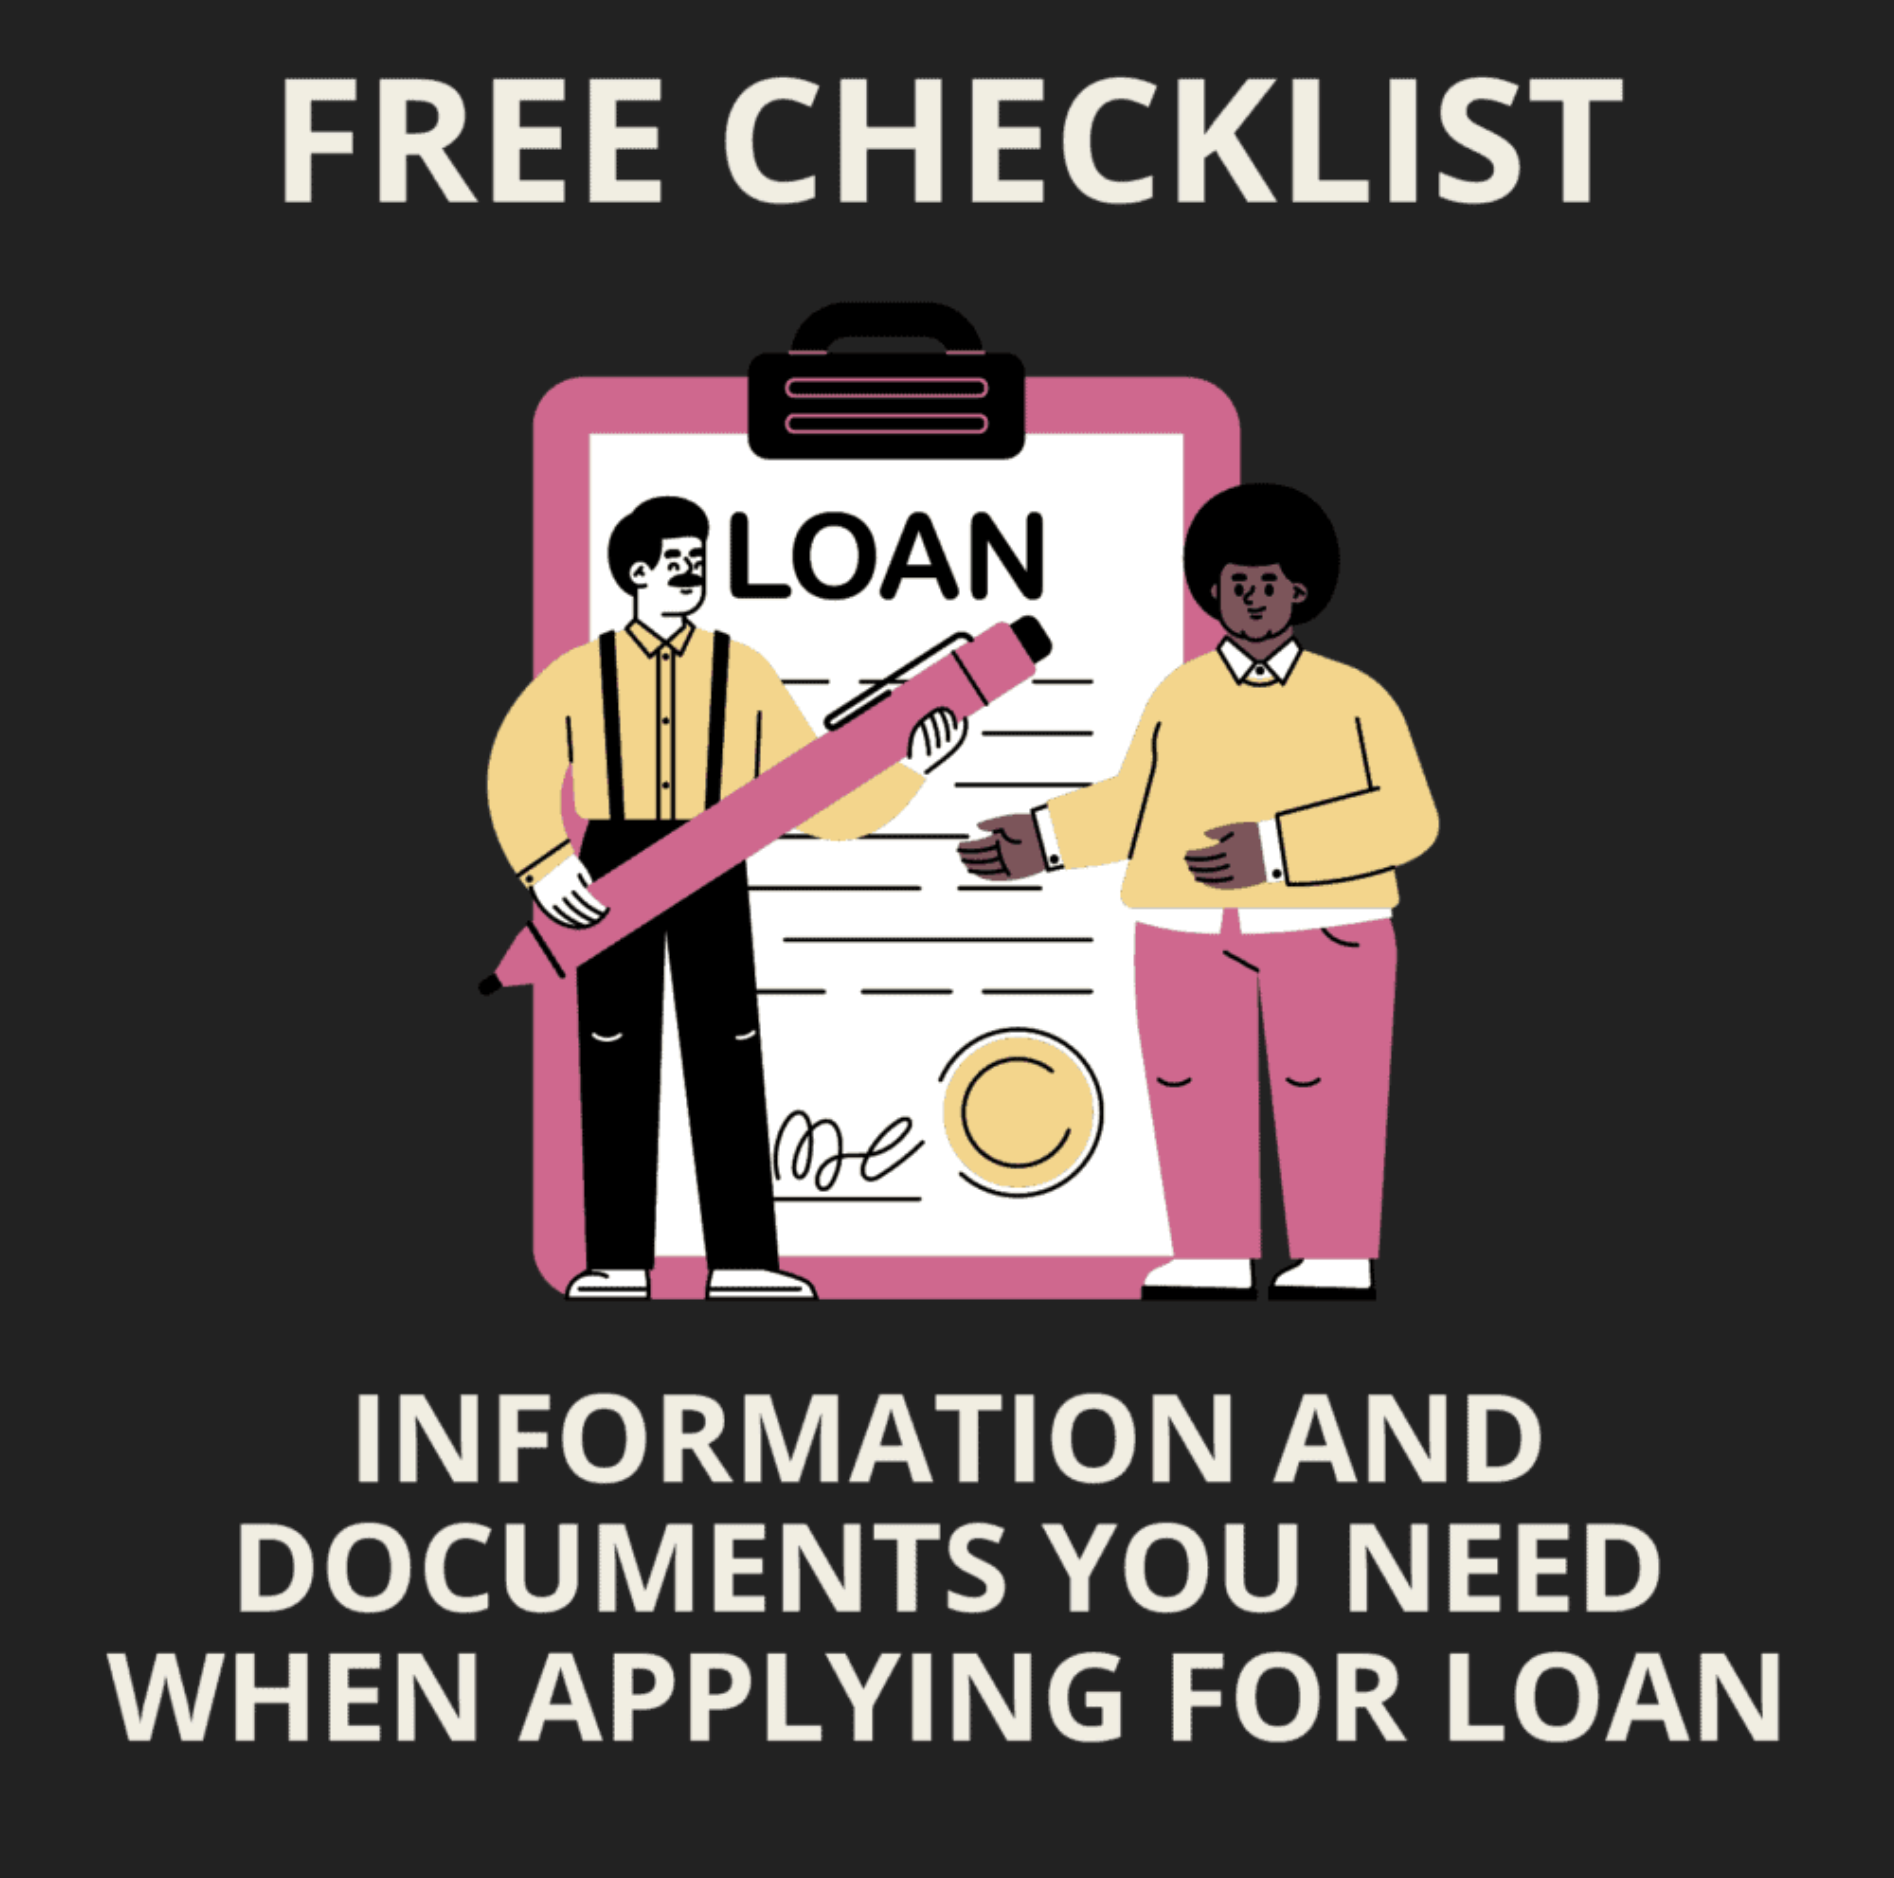 FREE CHECKLIST
LOAN
INFORMATION AND
DOCUMENTS YOU NEED
WHEN APPLYING FOR LOAN